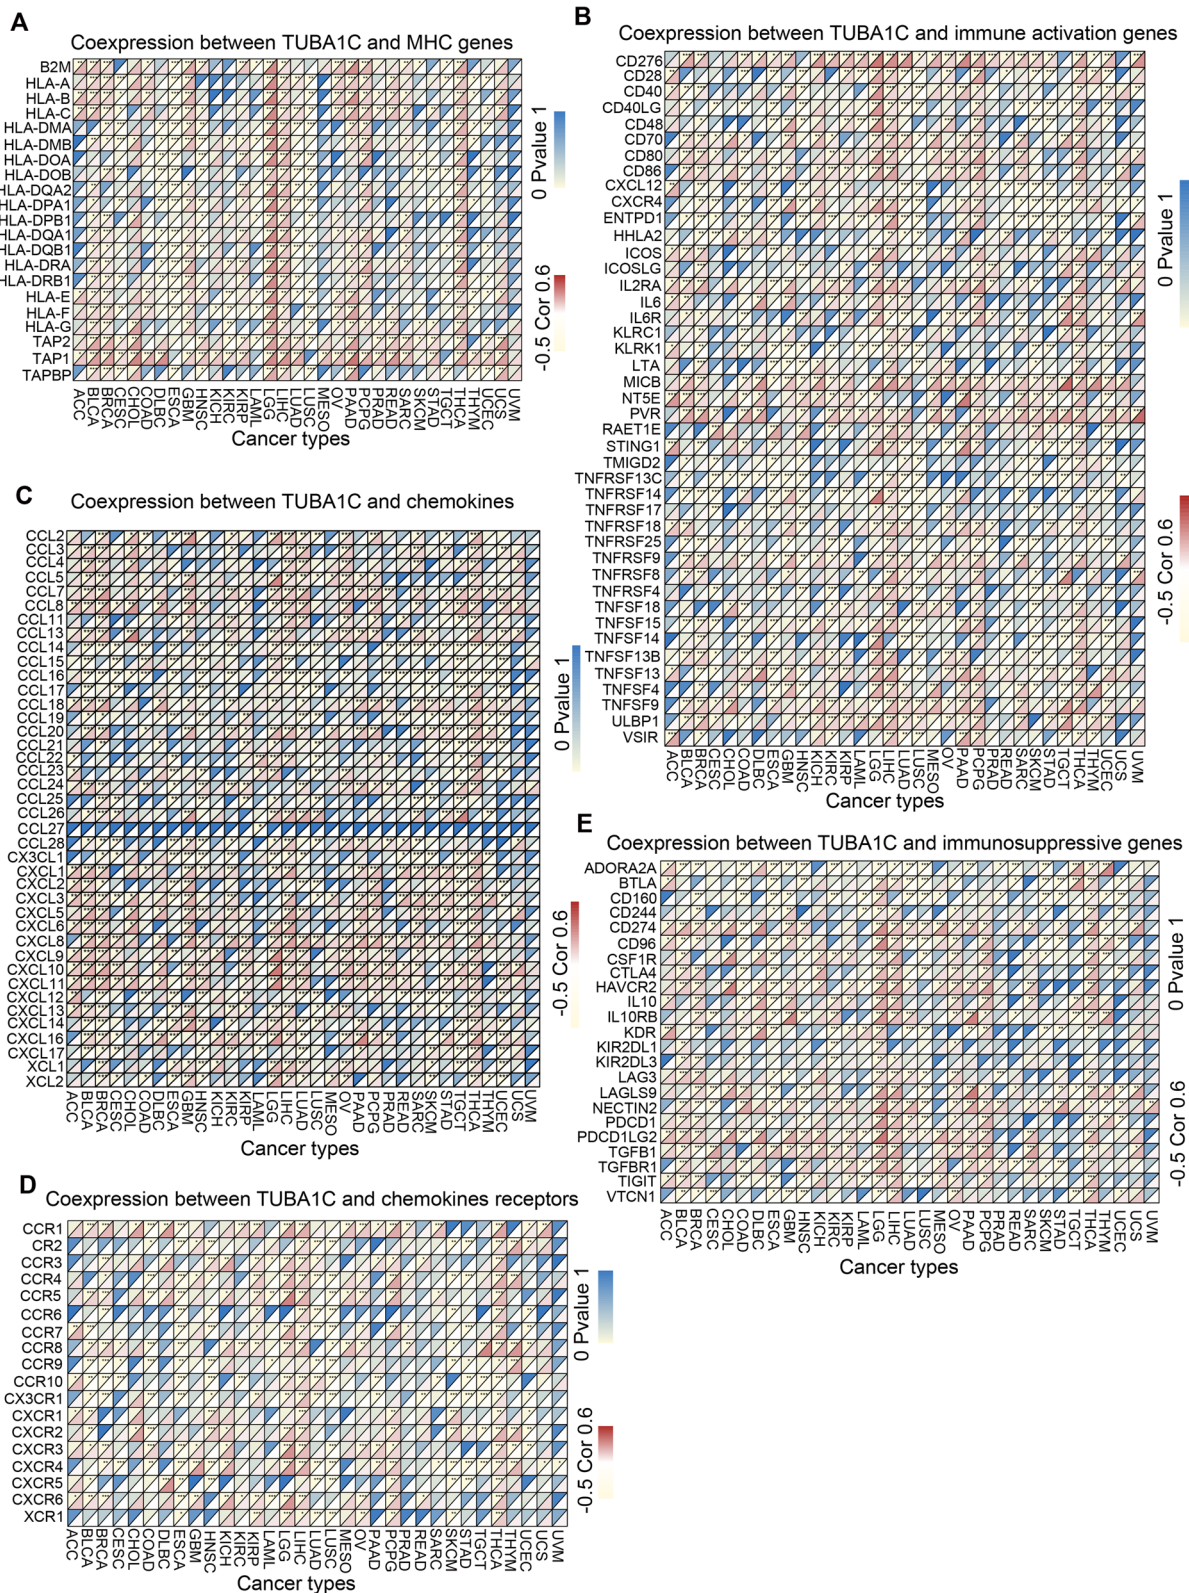 A
Coexpression between TUBA1C and MHC genes
B2M
HLA-A
HLA-B
HLA-C
HLA-DMA
HLA-DMB
HLA-DOA
HLA-DOB
HLA-DQA2
HLA-DPA1
HLA-DPB1
HLA-DQA1
HLA-DQB1
HLA-DRA
HLA-DRB1
HLA-E
HLA-F
HLA-G
TAP2
TAP1
TAPBP
ACC BLCA BRCA CESC CHOL COAD DLBC ESCA GBM HNSC KICH KIRC KIRP LAML LGG LIHC LUAD LUSC MESO OV PAAD PCPG PRAD READ SARC SKCM STAD TGCT THCA THYM UCEC UCS UVM
Cancer types
0 Pvalue 1
-0.5 Cor 0.6
B
Coexpression between TUBA1C and immune activation genes
CD276
CD28
CD40
CD40LG
CD48
CD70
CD80
CD86
CXCL12
CXCR4
ENTPD1
HHLA2
ICOS
ICOSLG
IL2RA
IL6
IL6R
KLRC1
KLRK1
LTA
MICB
NT5E
PVR
RAET1E
STING1
TMIGD2
TNFRSF13C
TNFRSF14
TNFRSF17
TNFRSF18
TNFRSF25
TNFRSF9
TNFRSF8
TNFRSF4
TNFSF18
TNFSF15
TNFSF14
TNFSF13B
TNFSF13
TNFSF4
TNFSF9
ULBP1
VSIR
ACC BLCA BRCA CESC CHOL COAD DLBC ESCA GBM HNSC KICH KIRC KIRP LAML LGG LIHC LUAD LUSC MESO OV PAAD PCPG PRAD READ SARC SKCM STAD TGCT THCA THYM UCEC UCS UVM
Cancer types
0 Pvalue 1
-0.5 Cor 0.6
C
Coexpression between TUBA1C and chemokines
CCL2
CCL3
CCL4
CCL5
CCL7
CCL8
CCL11
CCL13
CCL14
CCL15
CCL16
CCL17
CCL18
CCL19
CCL20
CCL21
CCL22
CCL23
CCL24
CCL25
CCL26
CCL27
CCL28
CX3CL1
CXCL1
CXCL2
CXCL3
CXCL5
CXCL6
CXCL8
CXCL9
CXCL10
CXCL11
CXCL12
CXCL13
CXCL14
CXCL16
CXCL17
XCL1
XCL2
ACC BLCA BRCA CESC CHOL COAD DLBC ESCA GBM HNSC KICH KIRC KIRP LAML LGG LIHC LUAD LUSC MESO OV PAAD PCPG PRAD READ SARC SKCM STAD TGCT THCA THYM UCEC UCS UVM
Cancer types
0 Pvalue 1
-0.5 Cor 0.6
D
Coexpression between TUBA1C and chemokines receptors
CCR1
CR2
CCR3
CCR4
CCR5
CCR6
CCR7
CCR8
CCR9
CCR10
CX3CR1
CXCR1
CXCR2
CXCR3
CXCR4
CXCR5
CXCR6
XCR1
ACC BLCA BRCA CESC CHOL COAD DLBC ESCA GBM HNSC KICH KIRC KIRP LAML LGG LIHC LUAD LUSC MESO OV PAAD PCPG PRAD READ SARC SKCM STAD TGCT THCA THYM UCEC UCS UVM
Cancer types
0 Pvalue 1
-0.5 Cor 0.6
E
Coexpression between TUBA1C and immunosuppressive genes
ADORA2A
BTLA
CD160
CD244
CD274
CD96
CSF1R
CTLA4
HAVCR2
IL10
IL10RB
KDR
KIR2DL1
KIR2DL3
LAG3
LAGLS9
NECTIN2
PDCD1
PDCD1LG2
TGFB1
TGFBR1
TIGIT
VTCN1
ACC BLCA BRCA CESC CHOL COAD DLBC ESCA GBM HNSC KICH KIRC KIRP LAML LGG LIHC LUAD LUSC MESO OV PAAD PCPG PRAD READ SARC SKCM STAD TGCT THCA THYM UCEC UCS UVM
Cancer types
0 Pvalue 1
-0.5 Cor 0.6